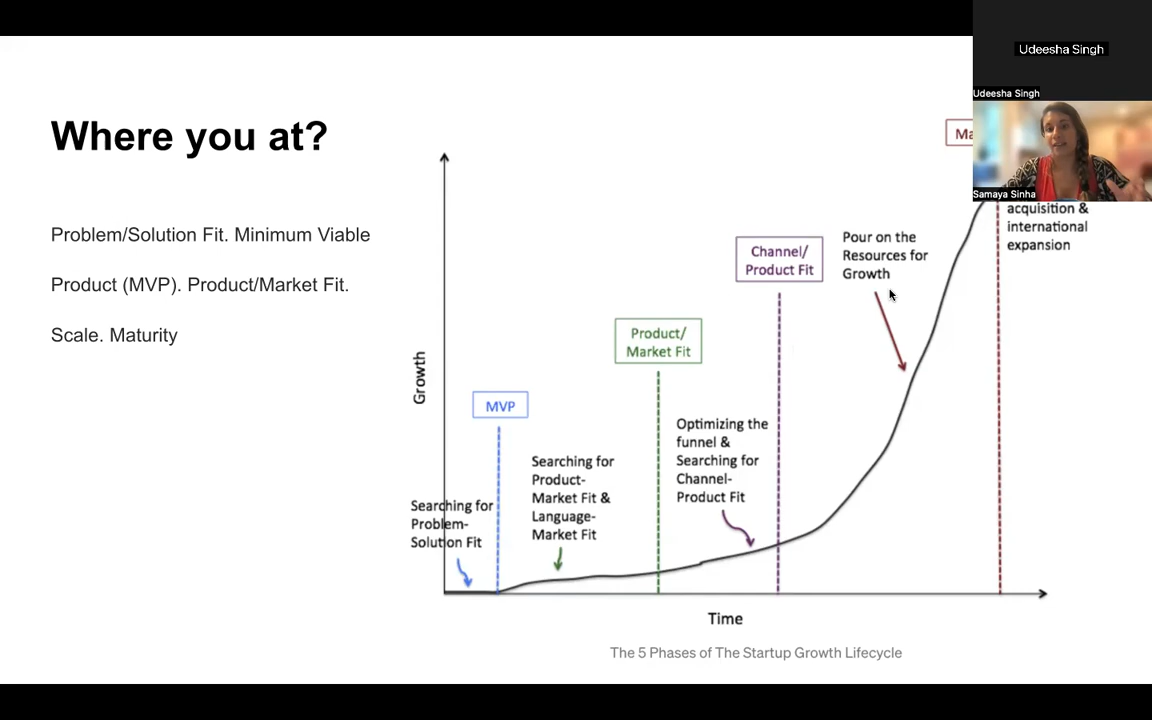 Where you at?
Problem/Solution Fit. Minimum Viable
Product (MVP). Product/Market Fit.
Scale. Maturity
Growth
Searching for
Problem-
Solution Fit
MVP
Searching for
Product-
Market Fit &
Language-
Market Fit
Product/
Market Fit
Optimizing the
funnel &
Searching for
Channel-
Product Fit
Channel/
Product Fit
Pour on the
Resources for
Growth
acquisition &
international
expansion
Time
The 5 Phases of The Startup Growth Lifecycle
Udeesha Singh
Udeesha Singh
Samaya Sinha